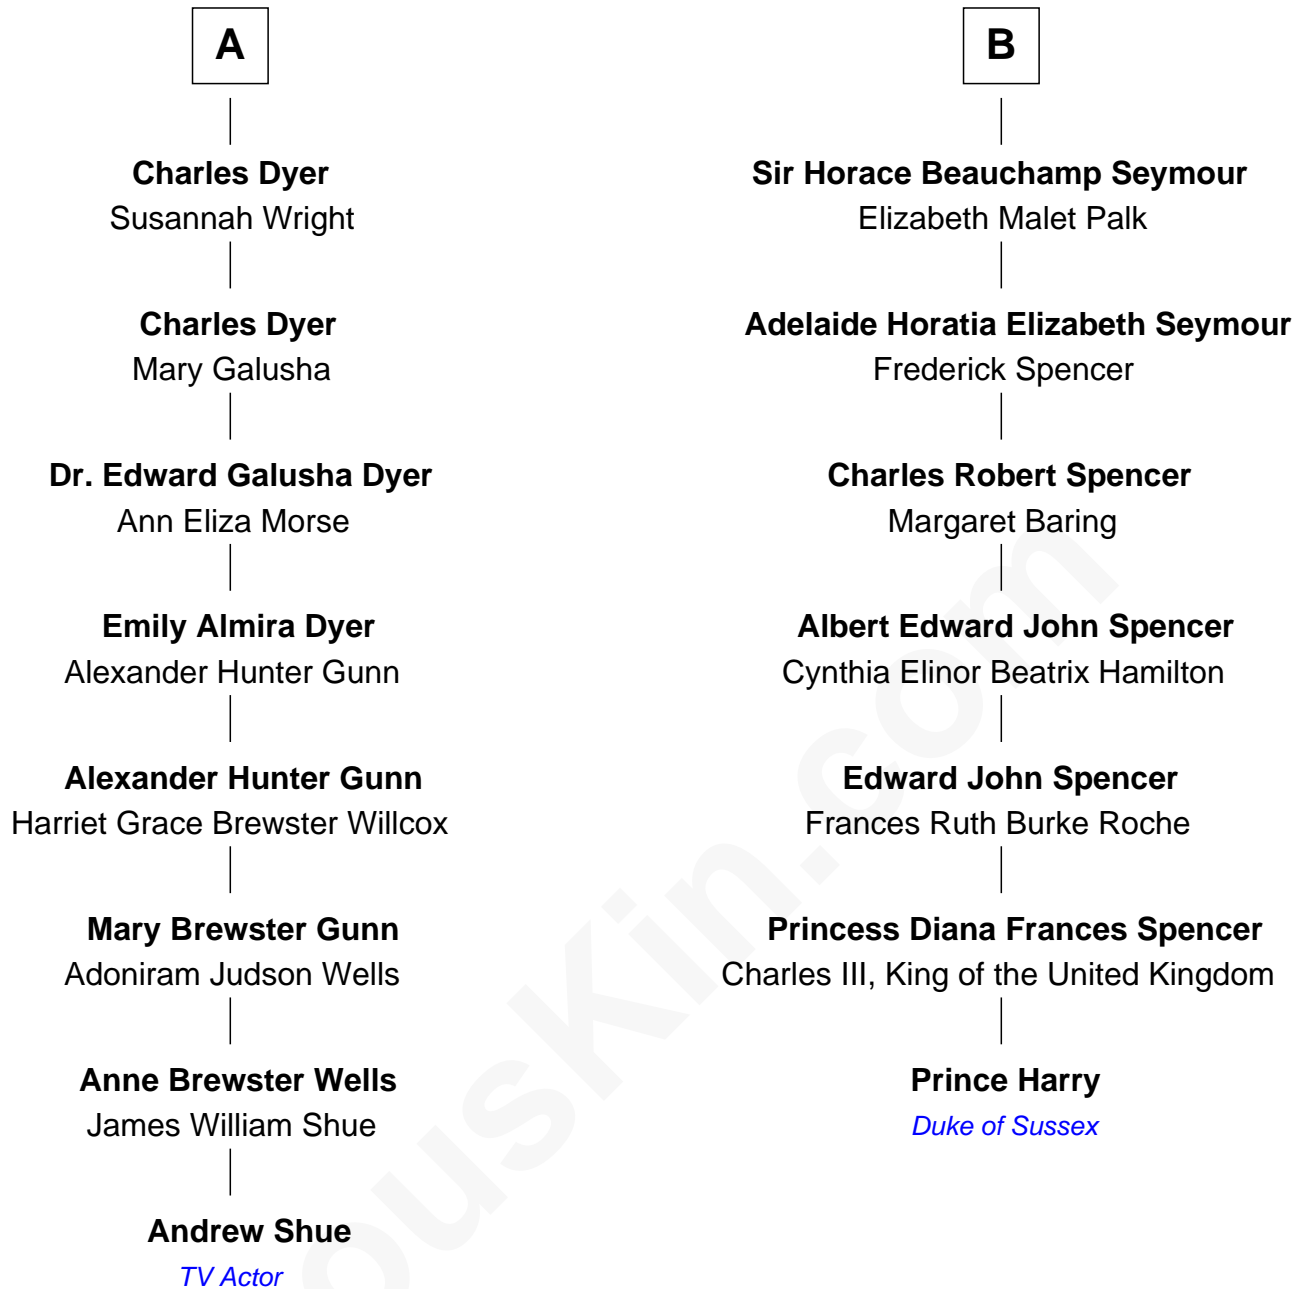 A
Charles Dyer
Susannah Wright
Charles Dyer
Mary Galusha
Dr. Edward Galusha Dyer
Ann Eliza Morse
Emily Almira Dyer
Alexander Hunter Gunn
Alexander Hunter Gunn
Harriet Grace Brewster Willcox
Mary Brewster Gunn
Adoniram Judson Wells
Anne Brewster Wells
James William Shue
Andrew Shue
TV Actor
B
Sir Horace Beauchamp Seymour
Elizabeth Malet Palk
Adelaide Horatia Elizabeth Seymour
Frederick Spencer
Charles Robert Spencer
Margaret Baring
Albert Edward John Spencer
Cynthia Elinor Beatrix Hamilton
Edward John Spencer
Frances Ruth Burke Roche
Princess Diana Frances Spencer
Charles III, King of the United Kingdom
Prince Harry
Duke of Sussex
ousKin.com